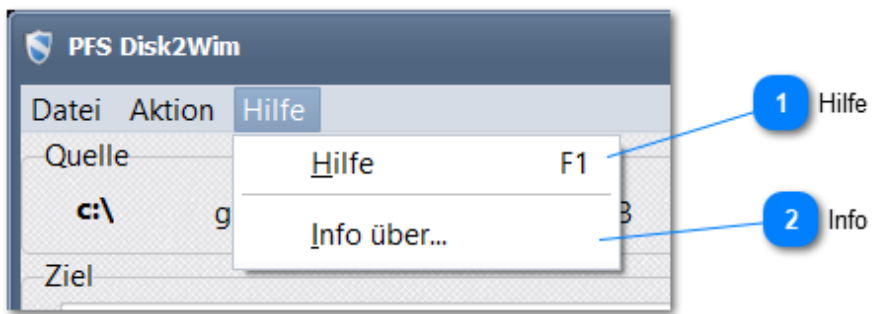 PFS Disk2Wim
Datei Aktion Hilfe
1 Hilfe
Quelle
Hilfe F1
c:\ g
Info über...
2 Info
Ziel